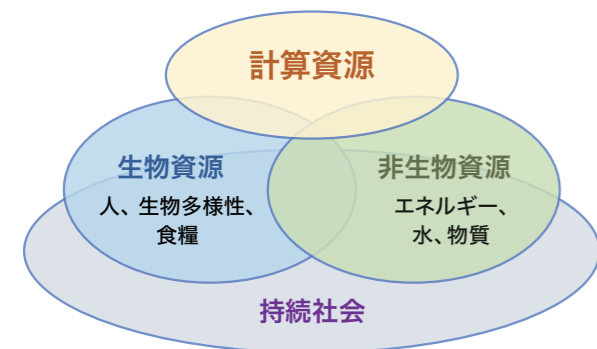 計算資源
生物資源
人、生物多様性、
食糧
非生物資源
エネルギー、
水、物質
持続社会